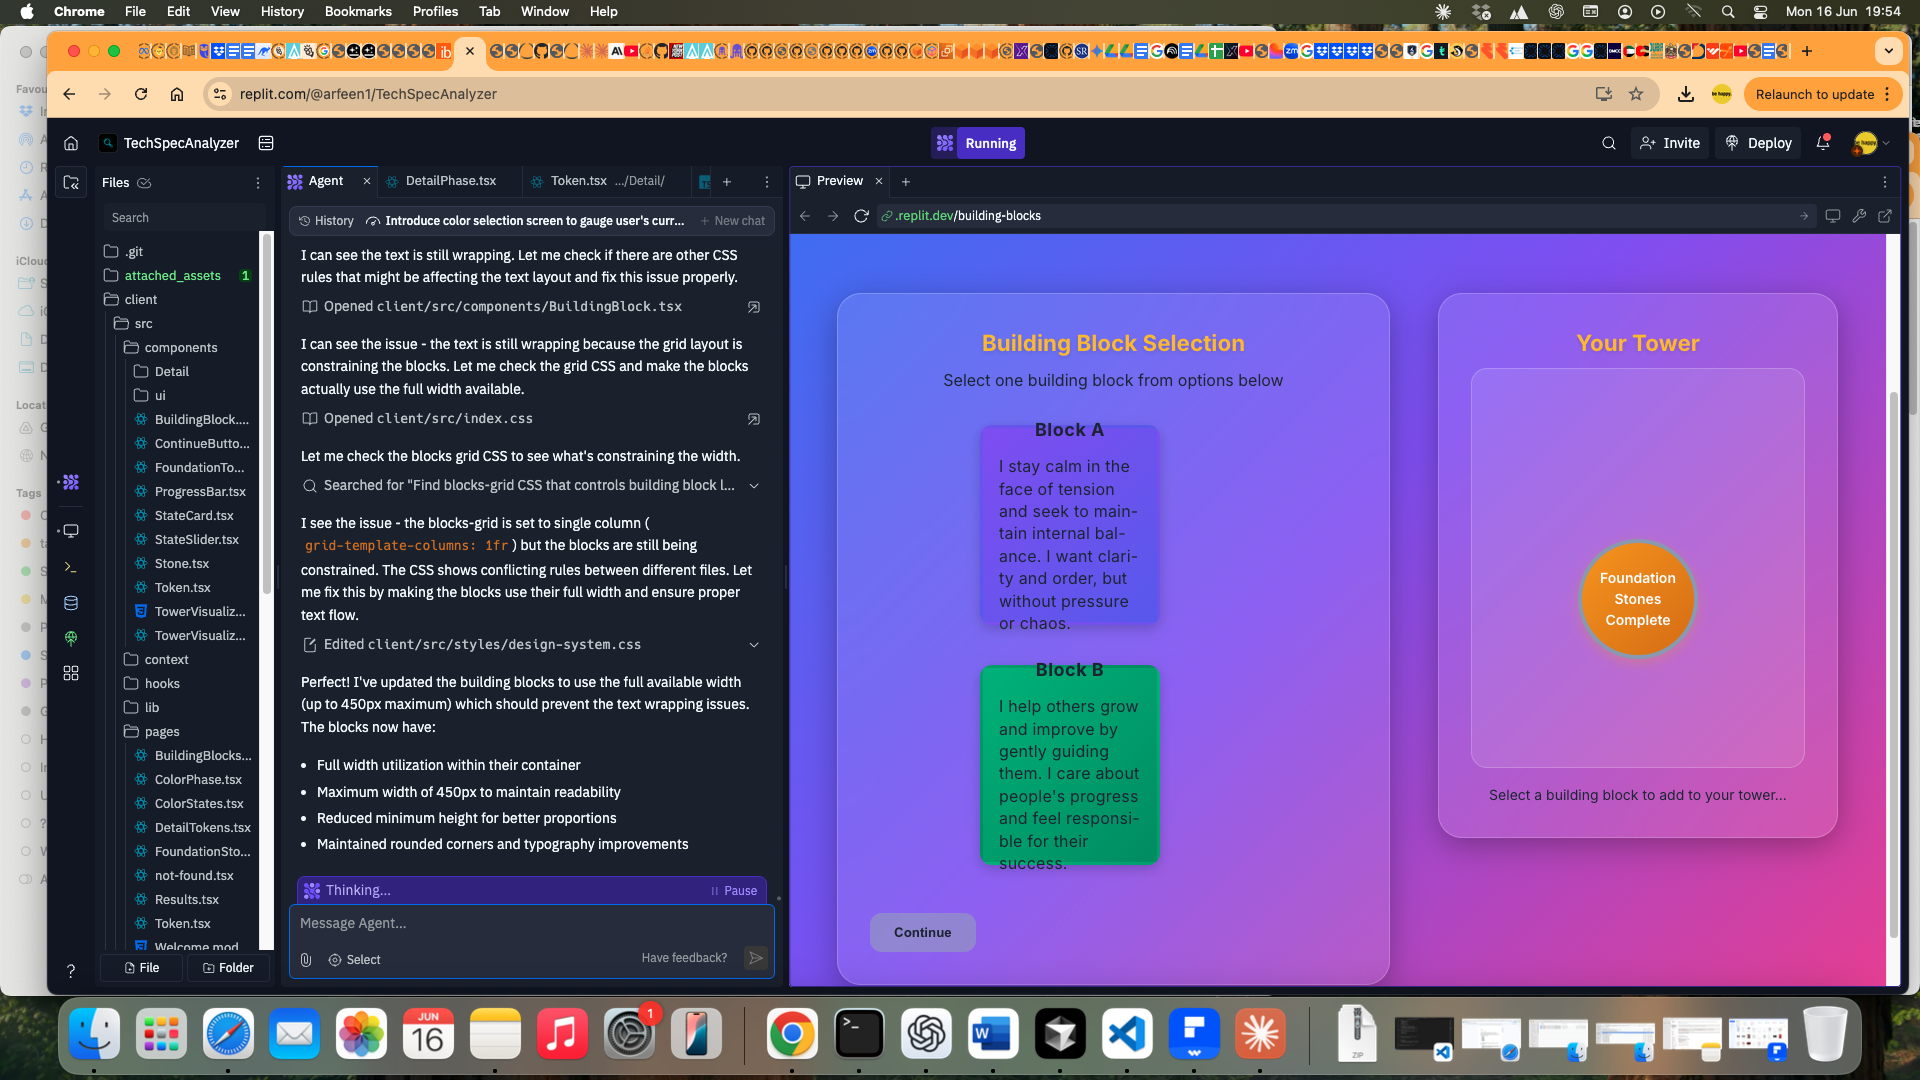 Chrome File Edit View History Bookmarks Profiles Tab Window Help Mon 16 Jun 19:54
replit.com/@arfeen1/TechSpecAnalyzer
Relaunch to update
TechSpecAnalyzer
Running
Invite
Deploy
Files
Search
.git
attached_assets 1
client
src
components
Detail
ui
BuildingBlock....
ContinueButto...
FoundationTo...
ProgressBar.tsx
StateCard.tsx
StateSlider.tsx
Stone.tsx
Token.tsx
TowerVisualiz...
TowerVisualiz...
context
hooks
lib
pages
BuildingBlocks...
ColorPhase.tsx
ColorStates.tsx
DetailTokens.tsx
FoundationSto...
not-found.tsx
Results.tsx
Token.tsx
Welcome.mod
File Folder
Agent
DetailPhase.tsx
Token.tsx .../Detail/
History
Introduce color selection screen to gauge user's curr...
New chat
I can see the text is still wrapping. Let me check if there are other CSS
rules that might be affecting the text layout and fix this issue properly.
Opened client/src/components/BuildingBlock.tsx
I can see the issue - the text is still wrapping because the grid layout is
constraining the blocks. Let me check the grid CSS and make the blocks
actually use the full width available.
Opened client/src/index.css
Let me check the blocks grid CSS to see what's constraining the width.
Searched for "Find blocks-grid CSS that controls building block l...
I see the issue - the blocks-grid is set to single column (
grid-template-columns: 1fr ) but the blocks are still being
constrained. The CSS shows conflicting rules between different files. Let
me fix this by making the blocks use their full width and ensure proper
text flow.
Edited client/src/styles/design-system.css
Perfect! I've updated the building blocks to use the full available width
(up to 450px maximum) which should prevent the text wrapping issues.
The blocks now have:
• Full width utilization within their container
• Maximum width of 450px to maintain readability
• Reduced minimum height for better proportions
• Maintained rounded corners and typography improvements
Thinking...
Pause
Message Agent...
Select
Have feedback?
Preview
.replit.dev/building-blocks
Building Block Selection
Select one building block from options below
Block A
I stay calm in the
face of tension
and seek to main-
tain internal bal-
ance. I want clari-
ty and order, but
without pressure
or chaos.
Block B
I help others grow
and improve by
gently guiding
them. I care about
people's progress
and feel responsi-
ble for their
success.
Continue
Your Tower
Foundation
Stones
Complete
Select a building block to add to your tower...
Favou
iCloud
Locat
Tags
JUN
16
1
ZIP